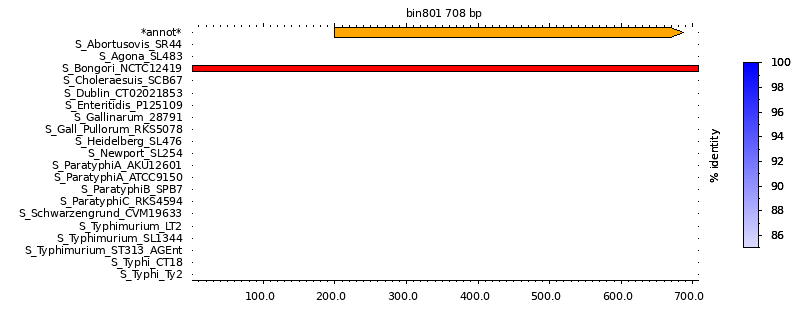 bin801 708 bp
*annot*
S_Abortusovis_SR44
S_Agona_SL483
S_Bongori_NCTC12419
S_Choleraesuis_SCB67
S_Dublin_CT02021853
S_Enteritidis_P125109
S_Gallinarum_28791
S_Gall_Pullorum_RKS5078
S_Heidelberg_SL476
S_Newport_SL254
S_ParatyphiA_AKU12601
S_ParatyphiA_ATCC9150
S_ParatyphiB_SPB7
S_ParatyphiC_RKS4594
S_Schwarzengrund_CVM19633
S_Typhimurium_LT2
S_Typhimurium_SL1344
S_Typhimurium_ST313_AGEnt
S_Typhi_CT18
S_Typhi_Ty2
100.0 200.0 300.0 400.0 500.0 600.0 700.0
% identity
100
98
96
94
92
90
88
86